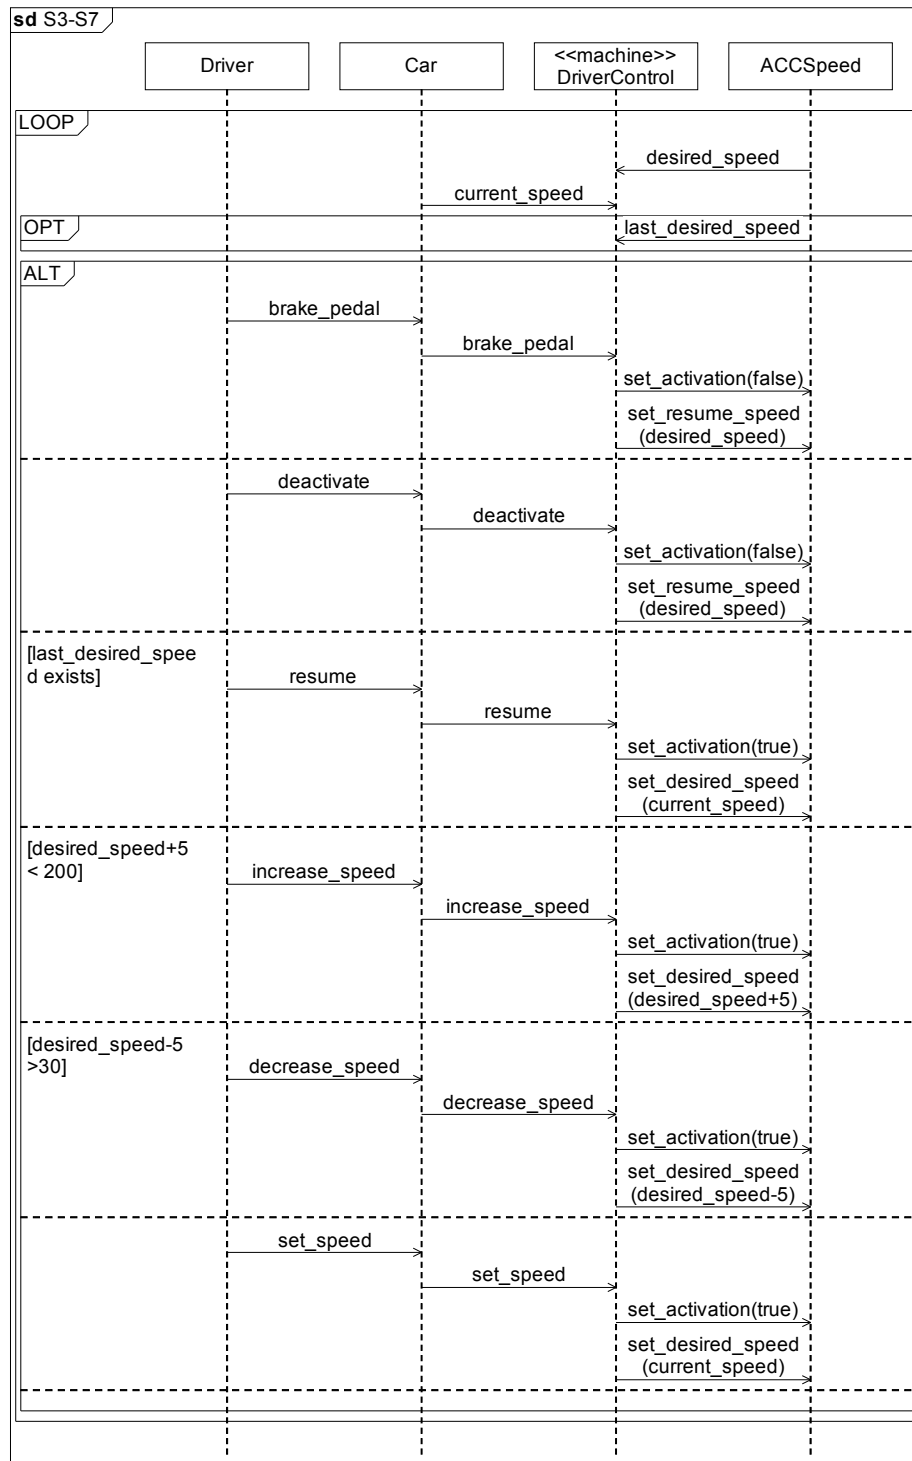 sd S3-S7
Driver
Car
<<machine>>
DriverControl
ACCSpeed
LOOP
desired_speed
current_speed
OPT
last_desired_speed
ALT
brake_pedal
brake_pedal
set_activation(false)
set_resume_speed
(desired_speed)
deactivate
deactivate
set_activation(false)
set_resume_speed
(desired_speed)
[last_desired_spee
d exists]
resume
resume
set_activation(true)
set_desired_speed
(current_speed)
[desired_speed+5
< 200]
increase_speed
increase_speed
set_activation(true)
set_desired_speed
(desired_speed+5)
[desired_speed-5
>30]
decrease_speed
decrease_speed
set_activation(true)
set_desired_speed
(desired_speed-5)
set_speed
set_speed
set_activation(true)
set_desired_speed
(current_speed)